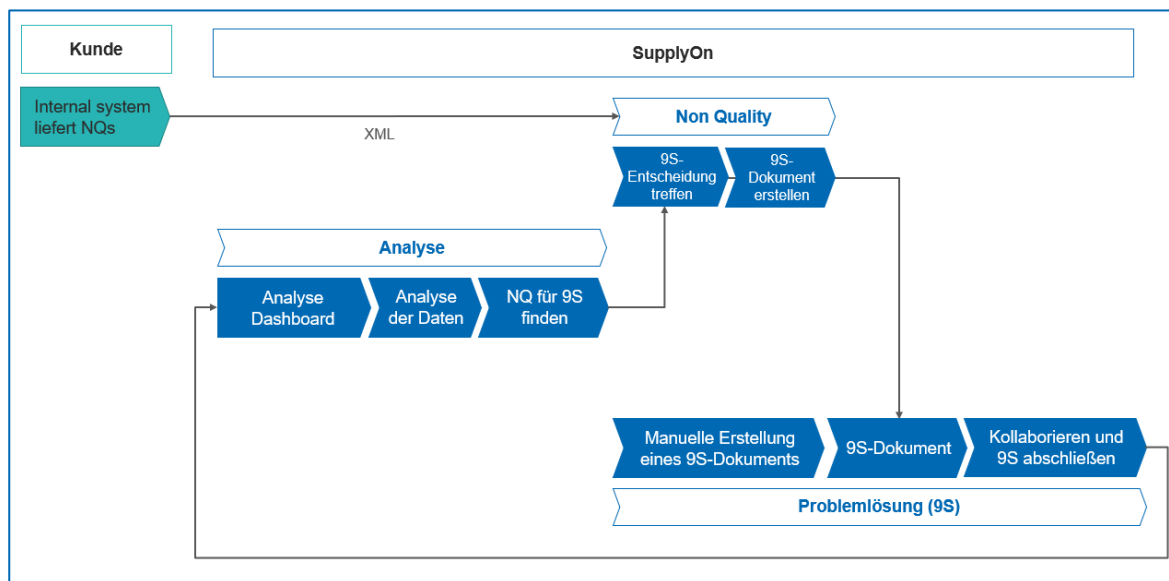 Kunde
SupplyOn
Internal system
liefert NQs
XML
Non Quality
9S-
Entscheidung
treffen
9S-
Dokument
erstellen
Analyse
Analyse
Dashboard
Analyse
der Daten
NQ für 9S
finden
Manuelle Erstellung
eines 9S-Dokuments
9S-Dokument
Kollaborieren und
9S abschließen
Problemlösung (9S)